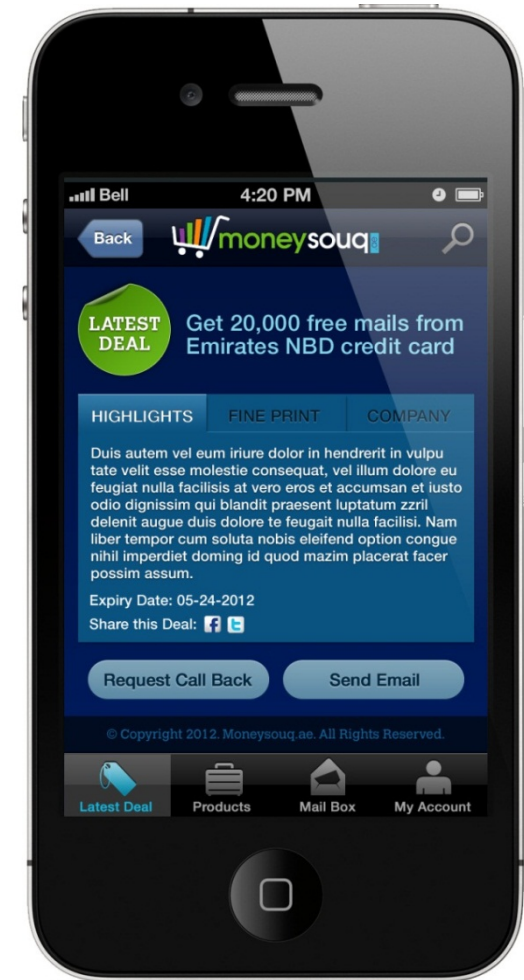 Bell 4:20 PM
Back moneysouq
LATEST
DEAL
Get 20,000 free mails from
Emirates NBD credit card
HIGHLIGHTS FINE PRINT COMPANY
Duis autem vel eum iriure dolor in hendrerit in vulpu
tate velit esse molestie consequat, vel illum dolore eu
feugiat nulla facilisis at vero eros et accumsan et iusto
odio dignissim qui blandit praesent luptatum zzril
delenit augue duis dolore te feugait nulla facilisi. Nam
liber tempor cum soluta nobis eleifend option congue
nihil imperdiet doming id quod mazim placerat facer
possim assum.
Expiry Date: 05-24-2012
Share this Deal: f t
Request Call Back Send Email
© Copyright 2012. Moneysouq.ae. All Rights Reserved.
Latest Deal Products Mail Box My Account